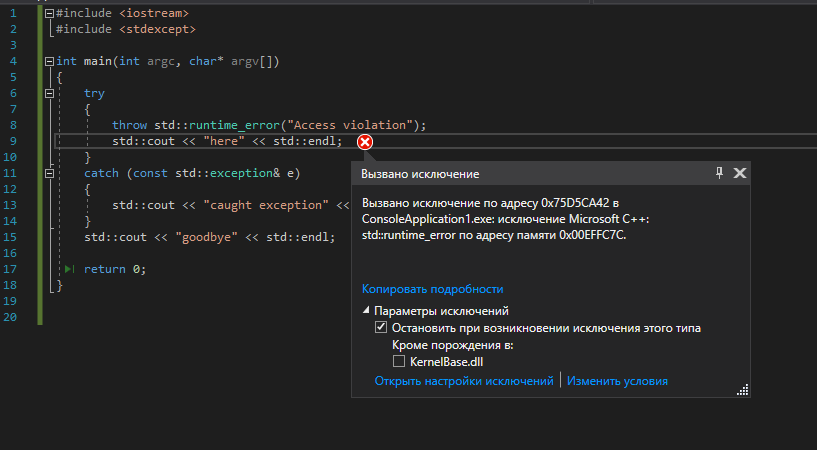 1 #include <iostream>
2 #include <stdexcept>
3
4 int main(int argc, char* argv[])
5 {
6 try
7 {
8 throw std::runtime_error("Access violation");
9 std::cout << "here" << std::endl;
10 }
11 catch (const std::exception& e)
12 {
13 std::cout << "caught exception" <<
14 }
15 std::cout << "goodbye" << std::endl;
16
17 return 0;
18 }
19
20
Вызвано исключение
Вызвано исключение по адресу 0x75D5CA42 в
ConsoleApplication1.exe: исключение Microsoft C++:
std::runtime_error по адресу памяти 0x00EFFC7C.
Копировать подробности
Параметры исключений
Остановить при возникновении исключения этого типа
Кроме порождения в:
KernelBase.dll
Открыть настройки исключений | Изменить условия